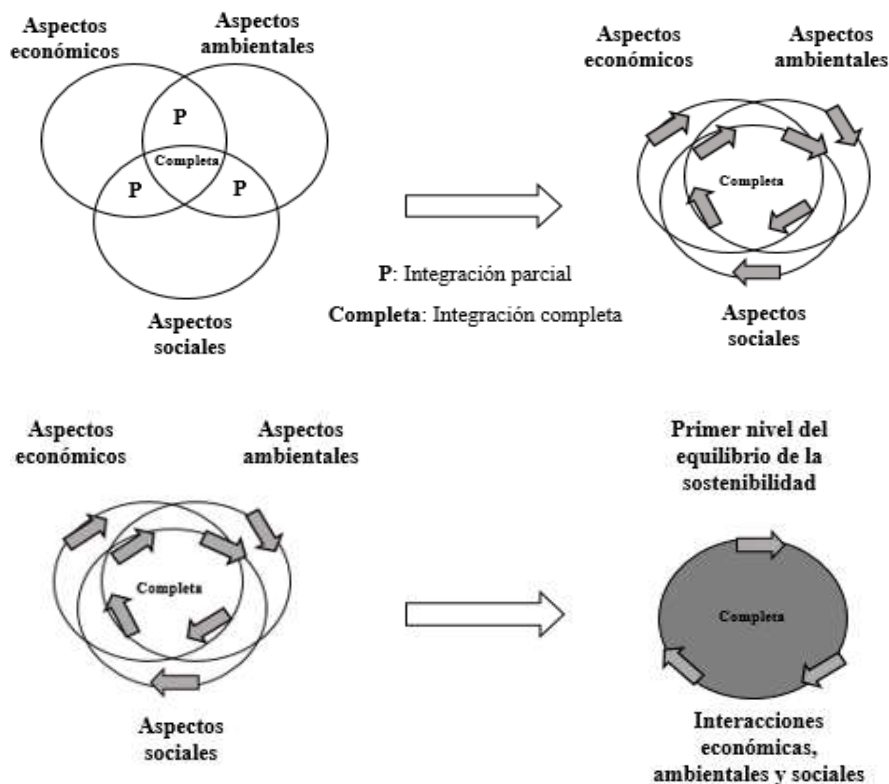 Aspectos
económicos
Aspectos
ambientales
P
Completa
P
P
Aspectos
sociales
P: Integración parcial
Completa: Integración completa
Aspectos
económicos
Aspectos
ambientales
Completa
Aspectos
sociales
Aspectos
económicos
Aspectos
ambientales
Completa
Aspectos
sociales
Primer nivel del
equilibrio de la
sostenibilidad
Completa
Interacciones
económicas,
ambientales y sociales